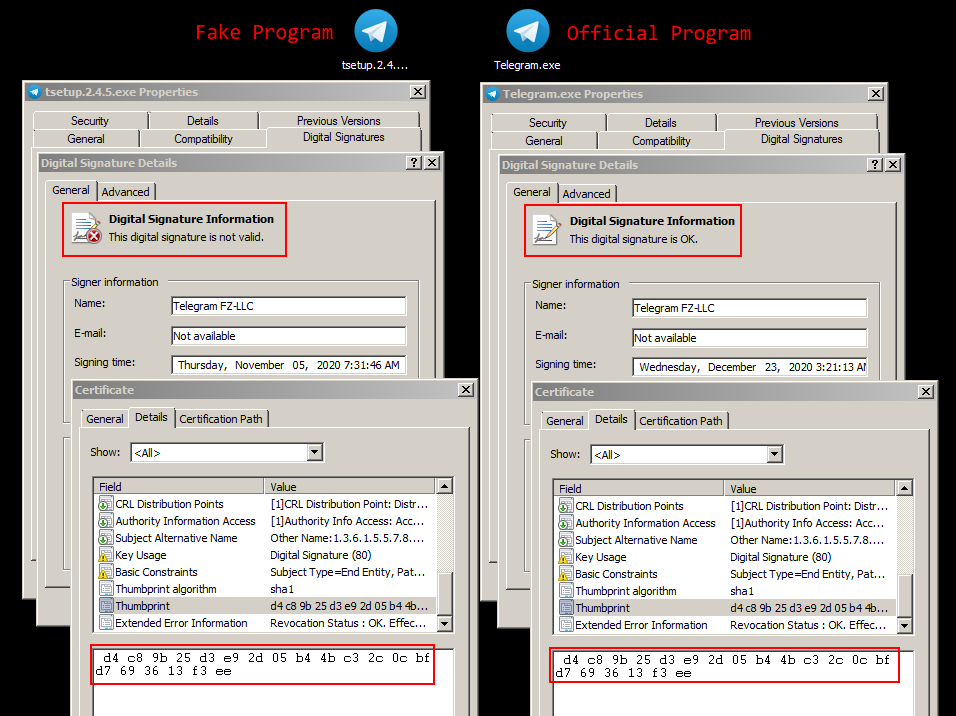 Fake Program
tsetup.2.4....
tsetup.2.4.5.exe Properties
Security Details Previous Versions
General Compatibility Digital Signatures
Digital Signature Details
General Advanced
Digital Signature Information
This digital signature is not valid.
Signer information
Name: Telegram FZ-LLC
E-mail: Not available
Signing time: Thursday, November 05, 2020 7:31:46 AM
Certificate
General Details Certification Path
Show: <All>
Field Value
CRL Distribution Points [1]CRL Distribution Point: Distr...
Authority Information Access [1]Authority Info Access: Acc...
Subject Alternative Name Other Name:1.3.6.1.5.5.7.8....
Key Usage Digital Signature (80)
Basic Constraints Subject Type=End Entity, Pat...
Thumbprint algorithm sha1
Thumbprint d4 c8 9b 25 d3 e9 2d 05 b4 4b...
Extended Error Information Revocation Status : OK. Effec...
d4 c8 9b 25 d3 e9 2d 05 b4 4b c3 2c 0c bf
d7 69 36 13 f3 ee
Official Program
Telegram.exe
Telegram.exe Properties
Security Details Previous Versions
General Compatibility Digital Signatures
Digital Signature Details
General Advanced
Digital Signature Information
This digital signature is OK.
Signer information
Name: Telegram FZ-LLC
E-mail: Not available
Signing time: Wednesday, December 23, 2020 3:21:13 AM
Certificate
General Details Certification Path
Show: <All>
Field Value
CRL Distribution Points [1]CRL Distribution Point: Distr...
Authority Information Access [1]Authority Info Access: Acc...
Subject Alternative Name Other Name:1.3.6.1.5.5.7.8....
Key Usage Digital Signature (80)
Basic Constraints Subject Type=End Entity, Pat...
Thumbprint algorithm sha1
Thumbprint d4 c8 9b 25 d3 e9 2d 05 b4 4b...
Extended Error Information Revocation Status : OK. Effec...
d4 c8 9b 25 d3 e9 2d 05 b4 4b c3 2c 0c bf
d7 69 36 13 f3 ee